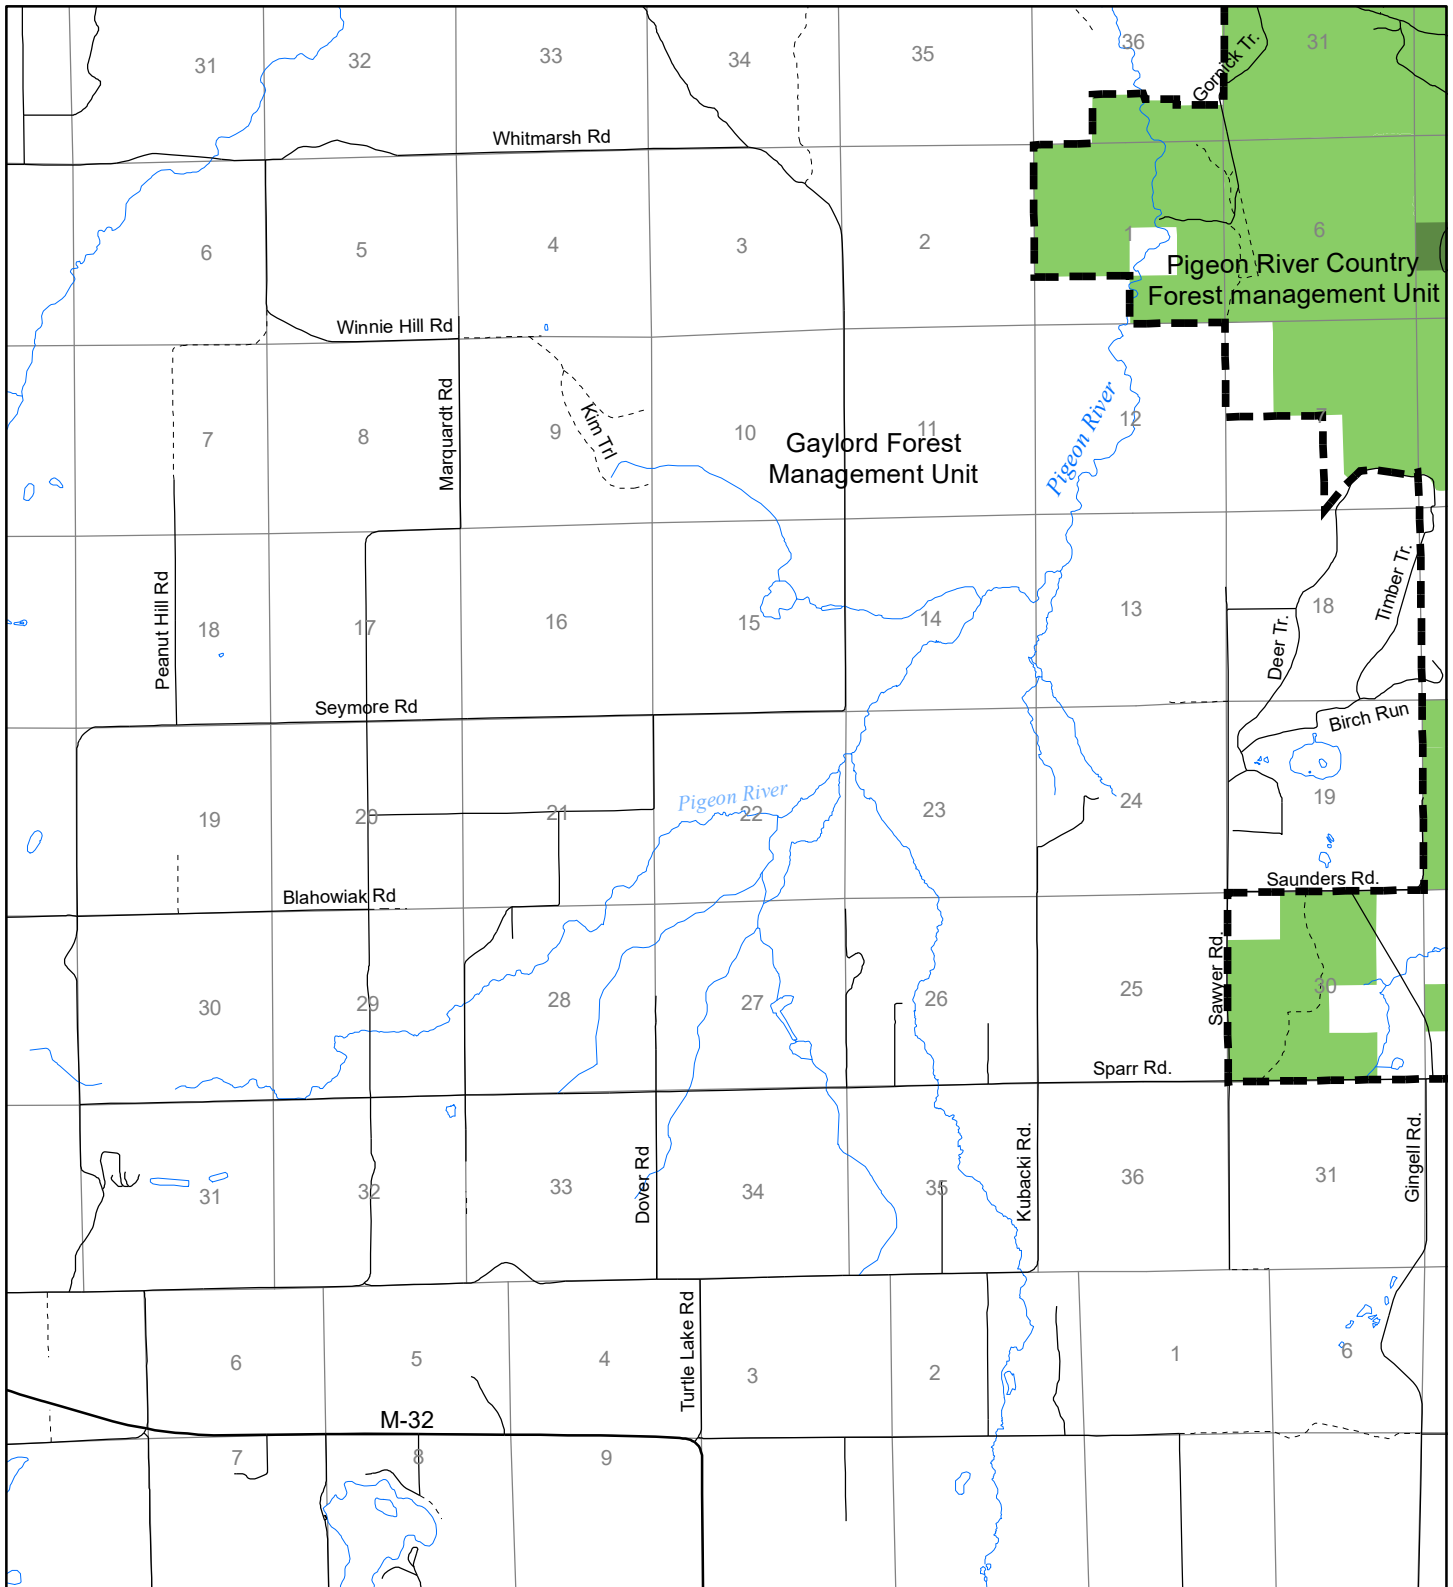 31
32
33
34
35
36
Gornick Tr.
31
Whitmarsh Rd
6
5
4
3
2
1
6
Pigeon River Country
Forest management Unit
Winnie Hill Rd
Marquardt Rd
Kim Trl
7
8
9
10
11
12
7
Gaylord Forest
Management Unit
Pigeon River
Peanut Hill Rd
18
17
16
15
14
13
18
Deer Tr.
Timber Tr.
Seymore Rd
Birch Run
Pigeon River
19
20
21
22
23
24
19
Blahowiak Rd
Saunders Rd.
Sawyer Rd.
30
29
28
27
26
25
30
Sparr Rd.
Dover Rd
Kubacki Rd.
Gingell Rd.
31
32
33
34
35
36
31
Turtle Lake Rd
6
5
4
3
2
1
6
M-32
7
8
9